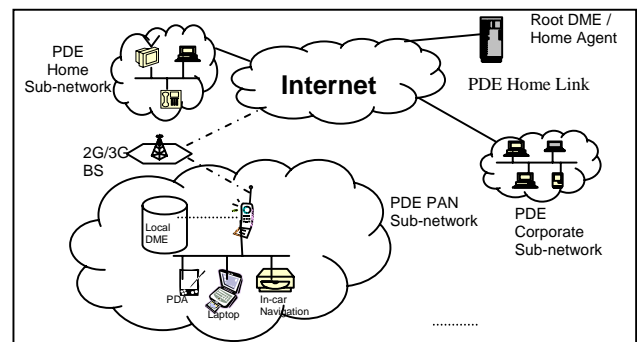 PDE
Home
Sub-network
Internet
Root DME /
Home Agent
PDE Home Link
2G/3G
BS
PDE PAN
Sub-network
PDE
Corporate
Sub-network
Local
DME
PDA
Laptop
In-car
Navigation